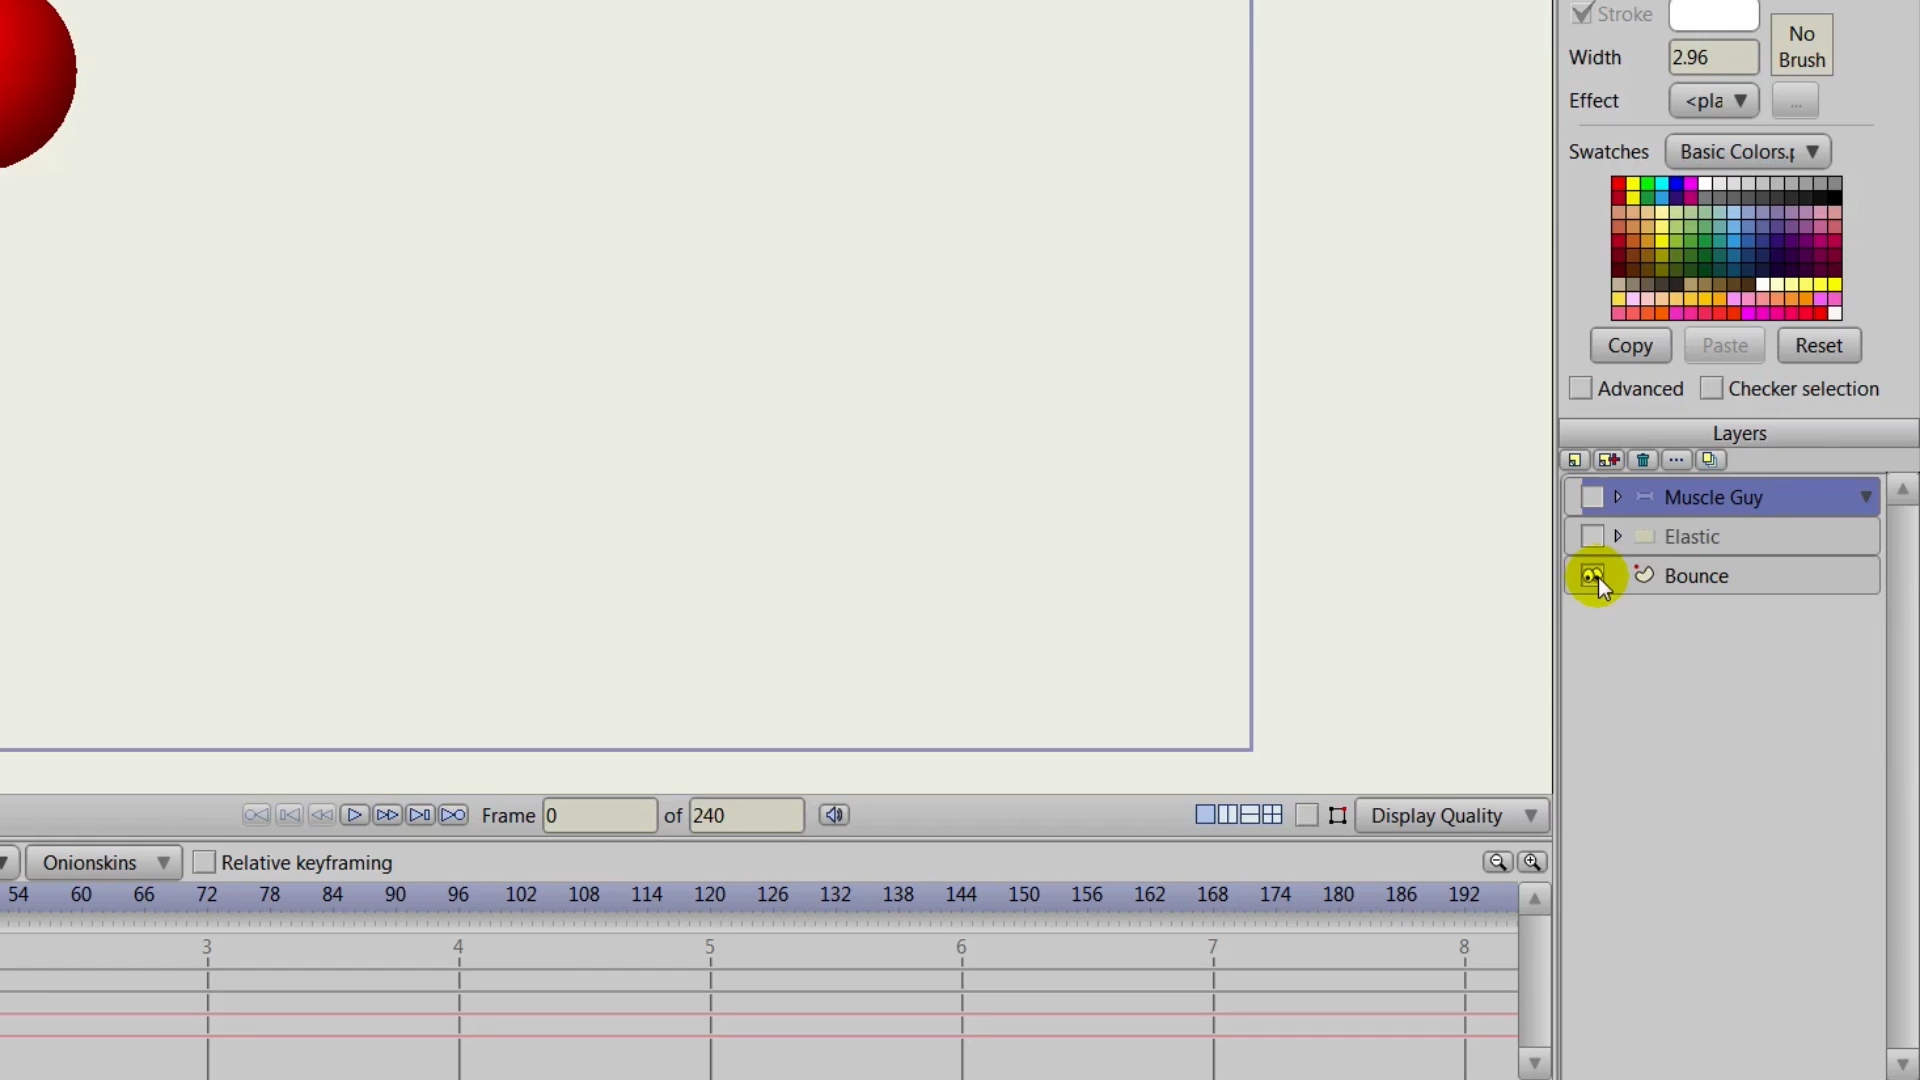 Stroke
No
Brush
Width 2.96
Effect <pla ...
Swatches Basic Colors.p
Copy Paste Reset
Advanced Checker selection
Layers
Muscle Guy
Elastic
Bounce
Frame 0 of 240 Display Quality
Onionskins Relative keyframing
54 60 66 72 78 84 90 96 102 108 114 120 126 132 138 144 150 156 162 168 174 180 186 192
3 4 5 6 7 8